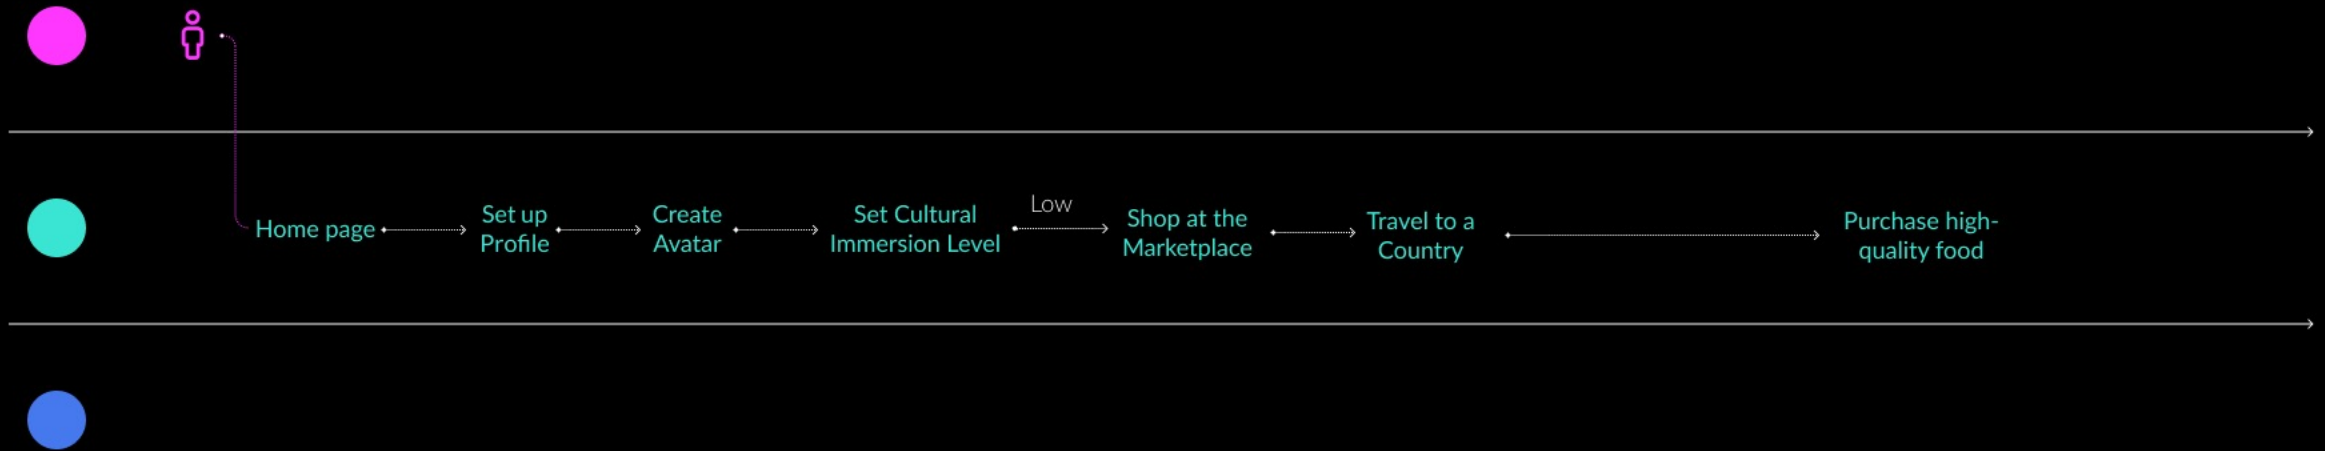 Home page
Set up
Profile
Create
Avatar
Set Cultural
Immersion Level
Low
Shop at the
Marketplace
Travel to a
Country
Purchase high-
quality food